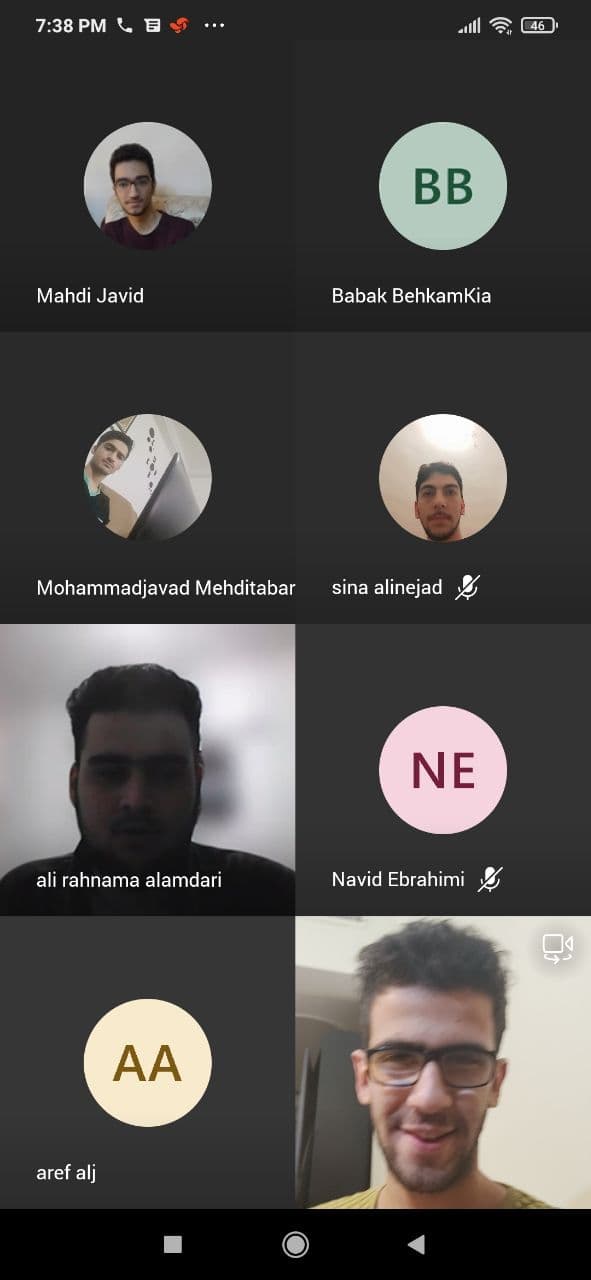 7:38 PM
46
BB
Mahdi Javid
Babak BehkamKia
Mohammadjavad Mehditabar
sina alinejad
NE
ali rahnama alamdari
Navid Ebrahimi
AA
aref alj